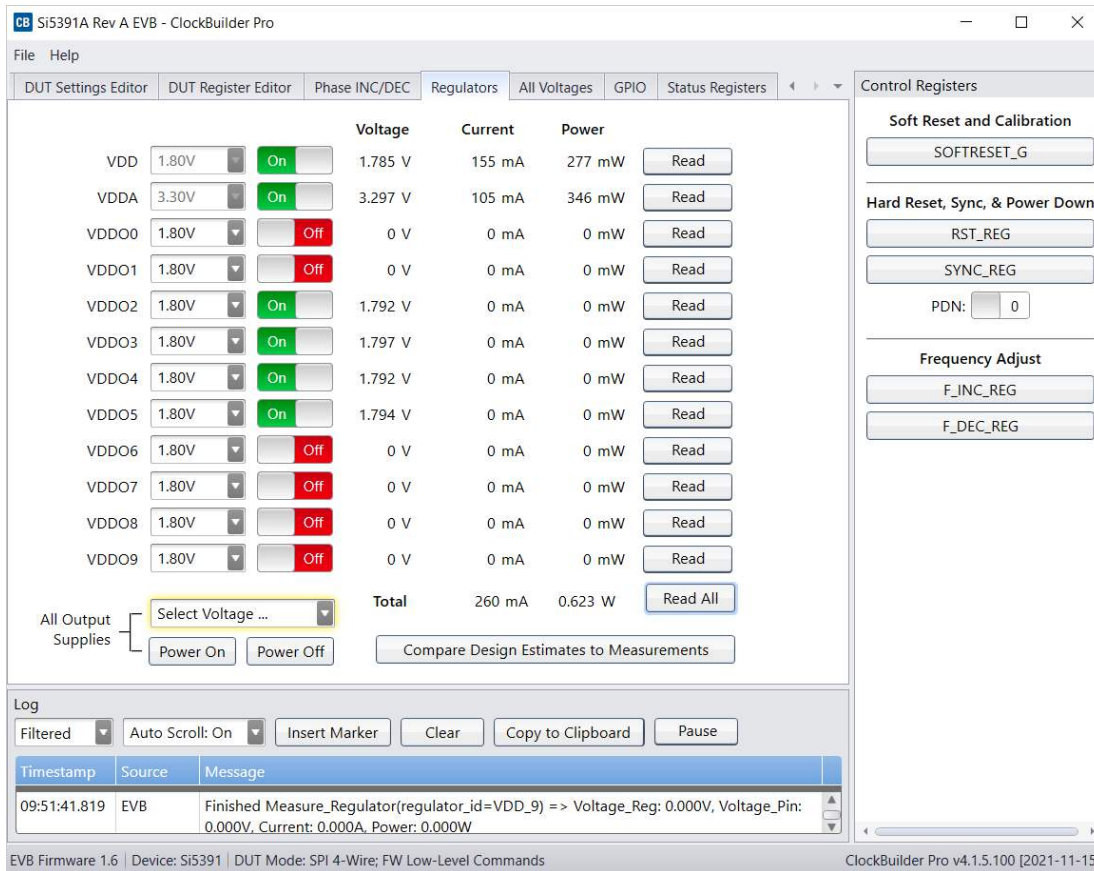 CB Si5391A Rev A EVB - ClockBuilder Pro
File Help
DUT Settings Editor DUT Register Editor Phase INC/DEC Regulators All Voltages GPIO Status Registers
Voltage Current Power
VDD 1.80V On 1.785 V 155 mA 277 mW Read
VDDA 3.30V On 3.297 V 105 mA 346 mW Read
VDDO0 1.80V Off 0 V 0 mA 0 mW Read
VDDO1 1.80V Off 0 V 0 mA 0 mW Read
VDDO2 1.80V On 1.792 V 0 mA 0 mW Read
VDDO3 1.80V On 1.797 V 0 mA 0 mW Read
VDDO4 1.80V On 1.792 V 0 mA 0 mW Read
VDDO5 1.80V On 1.794 V 0 mA 0 mW Read
VDDO6 1.80V Off 0 V 0 mA 0 mW Read
VDDO7 1.80V Off 0 V 0 mA 0 mW Read
VDDO8 1.80V Off 0 V 0 mA 0 mW Read
VDDO9 1.80V Off 0 V 0 mA 0 mW Read
Total 260 mA 0.623 W Read All
All Output Supplies
Select Voltage ...
Power On Power Off
Compare Design Estimates to Measurements
Control Registers
Soft Reset and Calibration
SOFTRESET_G
Hard Reset, Sync, & Power Down
RST_REG
SYNC_REG
PDN: 0
Frequency Adjust
F_INC_REG
F_DEC_REG
Log
Filtered Auto Scroll: On Insert Marker Clear Copy to Clipboard Pause
Timestamp Source Message
09:51:41.819 EVB Finished Measure_Regulator(regulator_id=VDD_9) => Voltage_Reg: 0.000V, Voltage_Pin:
0.000V, Current: 0.000A, Power: 0.000W
EVB Firmware 1.6 Device: Si5391 DUT Mode: SPI 4-Wire; FW Low-Level Commands ClockBuilder Pro v4.1.5.100 [2021-11-15